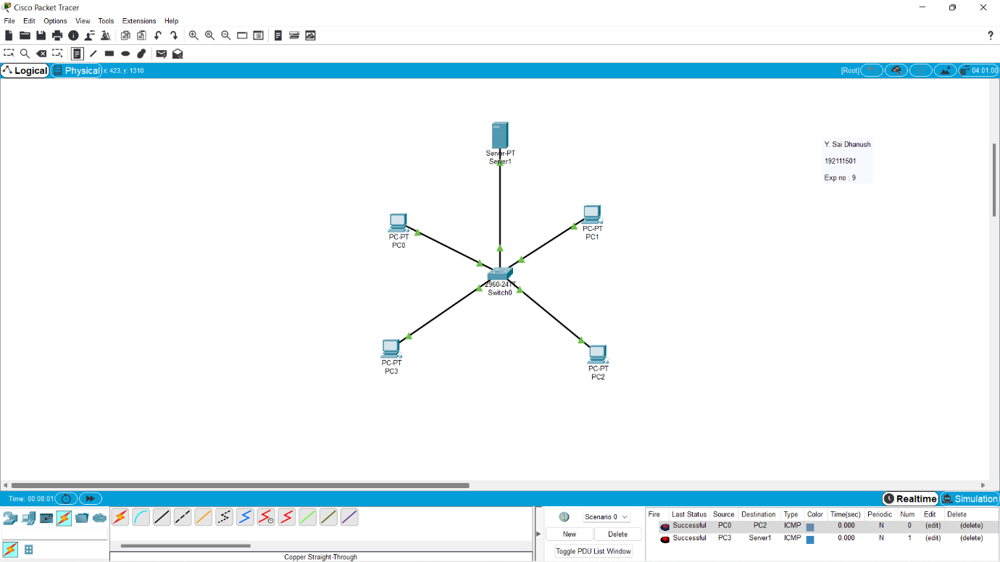 Cisco Packet Tracer
File Edit Options View Tools Extensions Help
?
Logical Physical x: 423, y: 1310 [Root] 04:01:00
Server-PT
Server1
Y. Sai Dhanush
192111501
Exp no : 9
PC-PT
PC0
PC-PT
PC1
2960-24TT
Switch0
PC-PT
PC3
PC-PT
PC2
Time: 00:08:01 Realtime Simulation
Scenario 0
New Delete
Toggle PDU List Window
Fire Last Status Source Destination Type Color Time(sec) Periodic Num Edit Delete
Successful PC0 PC2 ICMP 0.000 N 0 (edit) (delete)
Successful PC3 Server1 ICMP 0.000 N 1 (edit) (delete)
Copper Straight-Through